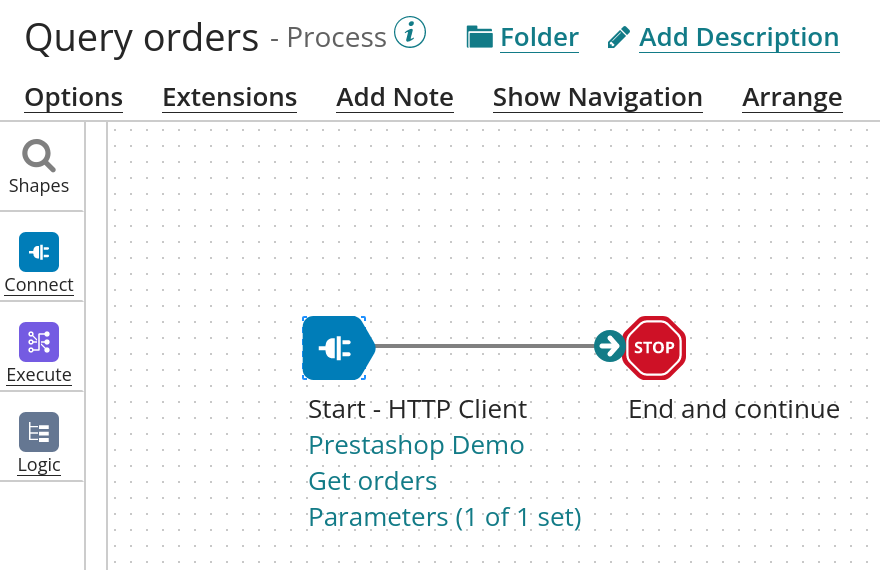 Query orders - Process i Folder Add Description
Options Extensions Add Note Show Navigation Arrange
Shapes
Connect
Execute
Logic
STOP
Start - HTTP Client
Prestashop Demo
Get orders
Parameters (1 of 1 set)
End and continue